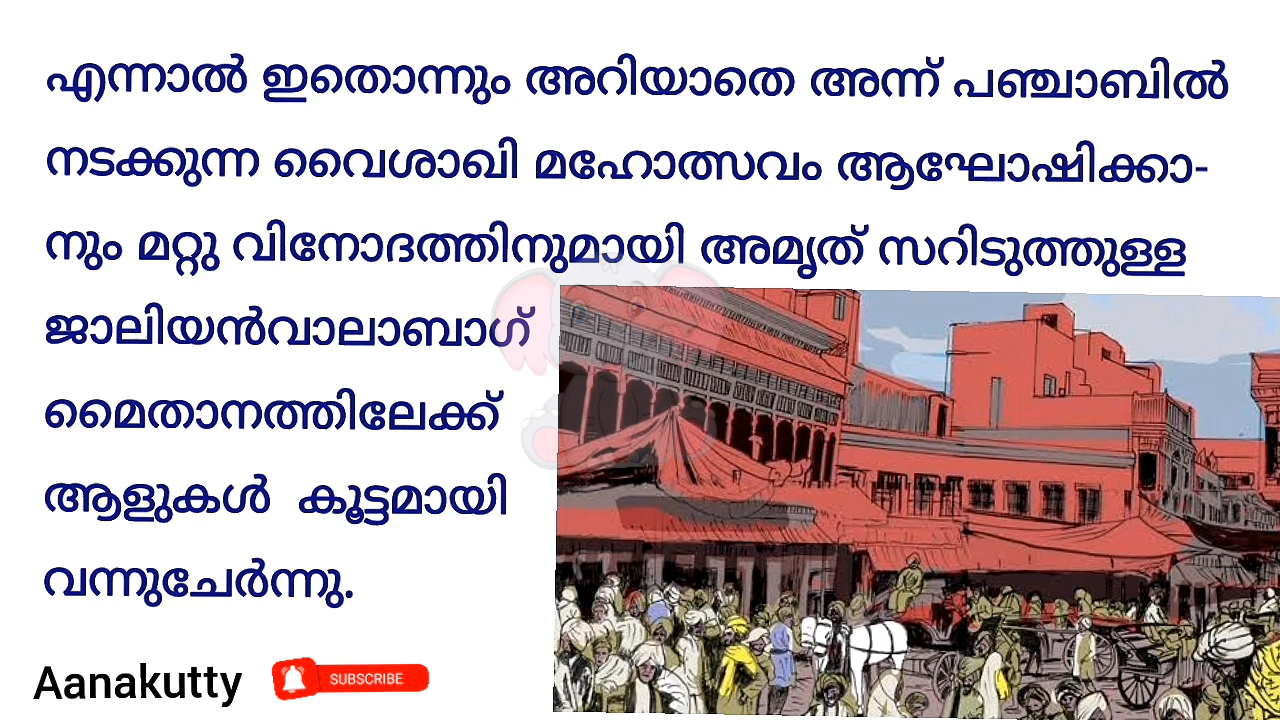 എന്നാൽ ഇതൊന്നും അറിയാതെ അന്ന് പഞ്ചാബിൽ
നടക്കുന്ന വൈശാഖി മഹോത്സവം ആഘോഷിക്കാ-
നും മറ്റു വിനോദത്തിനുമായി അമൃത് സറിടുത്തുള്ള
ജാലിയൻവാലാബാഗ്
മൈതാനത്തിലേക്ക്
ആളുകൾ കൂട്ടമായി
വന്നുചേർന്നു.
Aanakutty
SUBSCRIBE